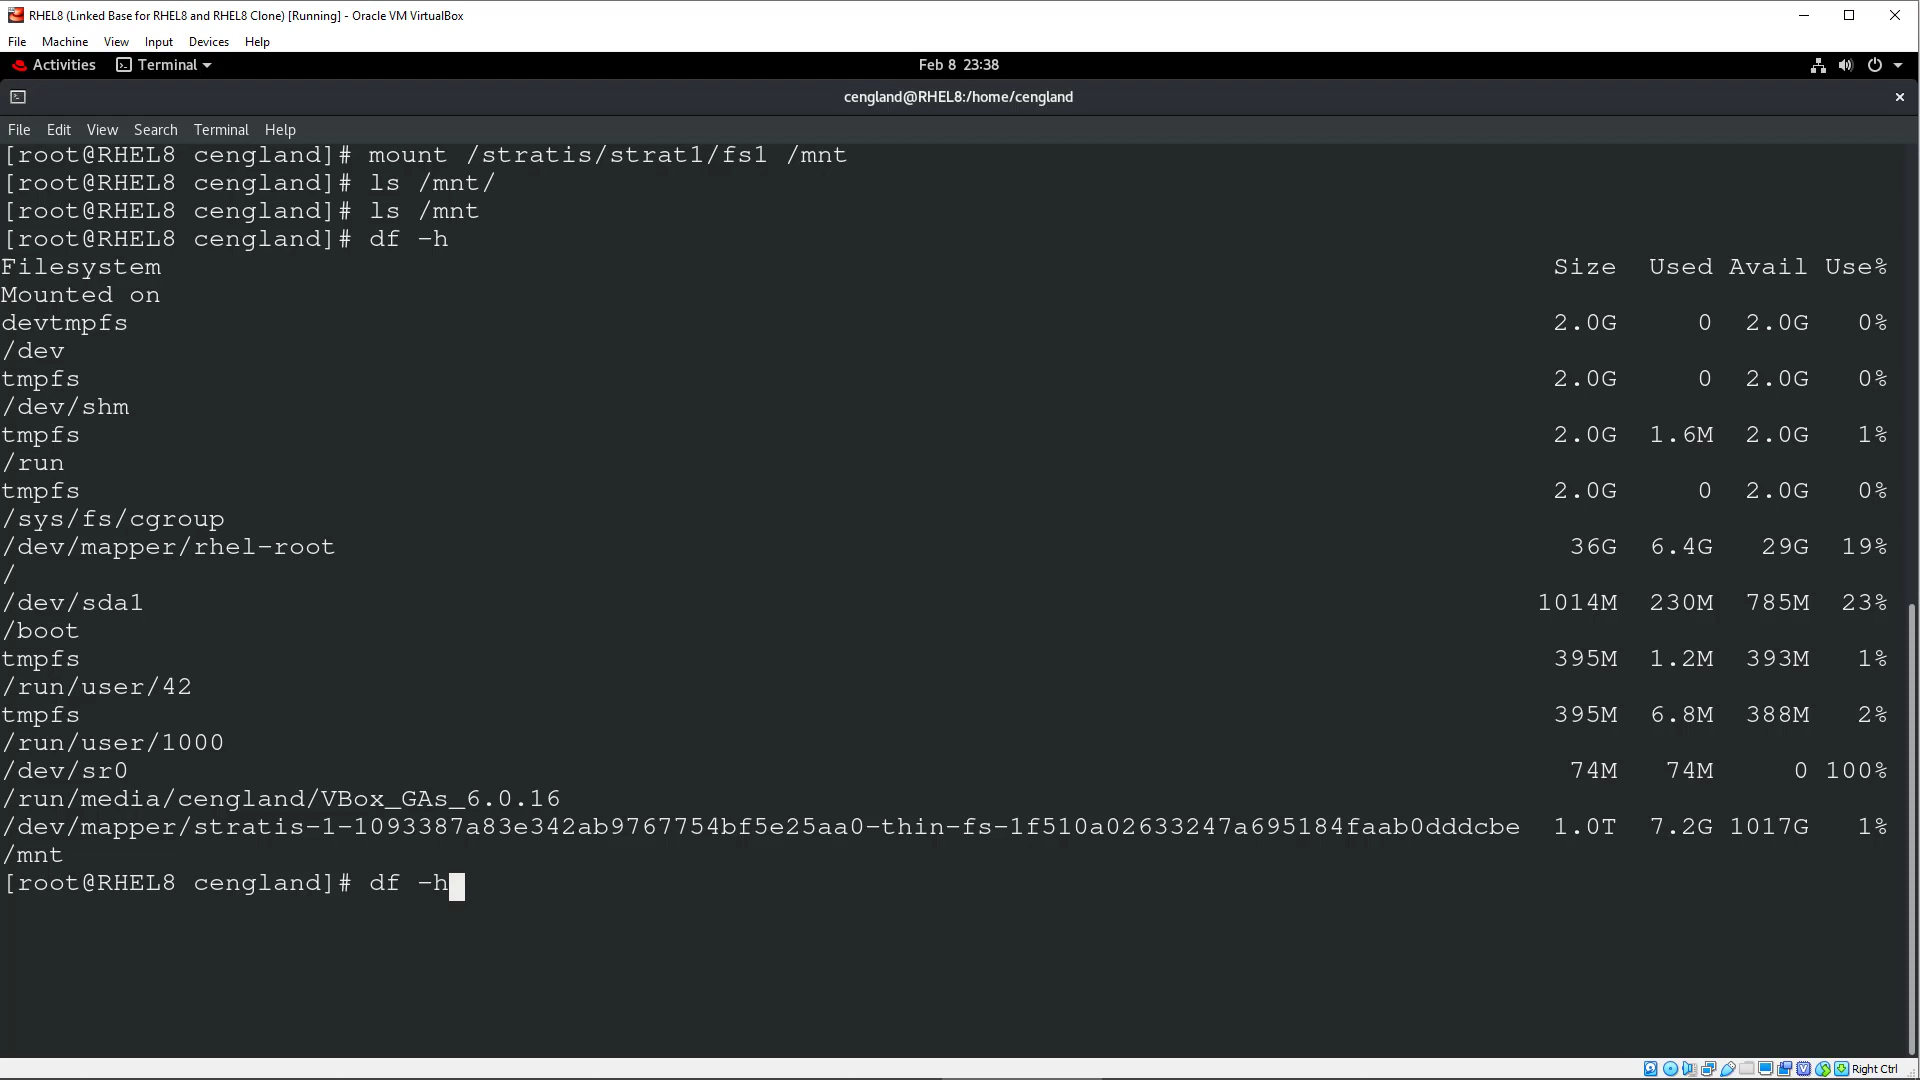 RHEL8 (Linked Base for RHEL8 and RHEL8 Clone) [Running] - Oracle VM VirtualBox
File Machine View Input Devices Help
Activities Terminal Feb 8 23:38
cengland@RHEL8:/home/cengland
File Edit View Search Terminal Help
[root@RHEL8 cengland]# mount /stratis/strat1/fs1 /mnt
[root@RHEL8 cengland]# ls /mnt/
[root@RHEL8 cengland]# ls /mnt
[root@RHEL8 cengland]# df -h
Filesystem Size Used Avail Use%
Mounted on
devtmpfs 2.0G 0 2.0G 0%
/dev
tmpfs 2.0G 0 2.0G 0%
/dev/shm
tmpfs 2.0G 1.6M 2.0G 1%
/run
tmpfs 2.0G 0 2.0G 0%
/sys/fs/cgroup
/dev/mapper/rhel-root 36G 6.4G 29G 19%
/
/dev/sda1 1014M 230M 785M 23%
/boot
tmpfs 395M 1.2M 393M 1%
/run/user/42
tmpfs 395M 6.8M 388M 2%
/run/user/1000
/dev/sr0 74M 74M 0 100%
/run/media/cengland/VBox_GAs_6.0.16
/dev/mapper/stratis-1-1093387a83e342ab9767754bf5e25aa0-thin-fs-1f510a02633247a695184faab0dddcbe 1.0T 7.2G 1017G 1%
/mnt
[root@RHEL8 cengland]# df -h
Right Ctrl